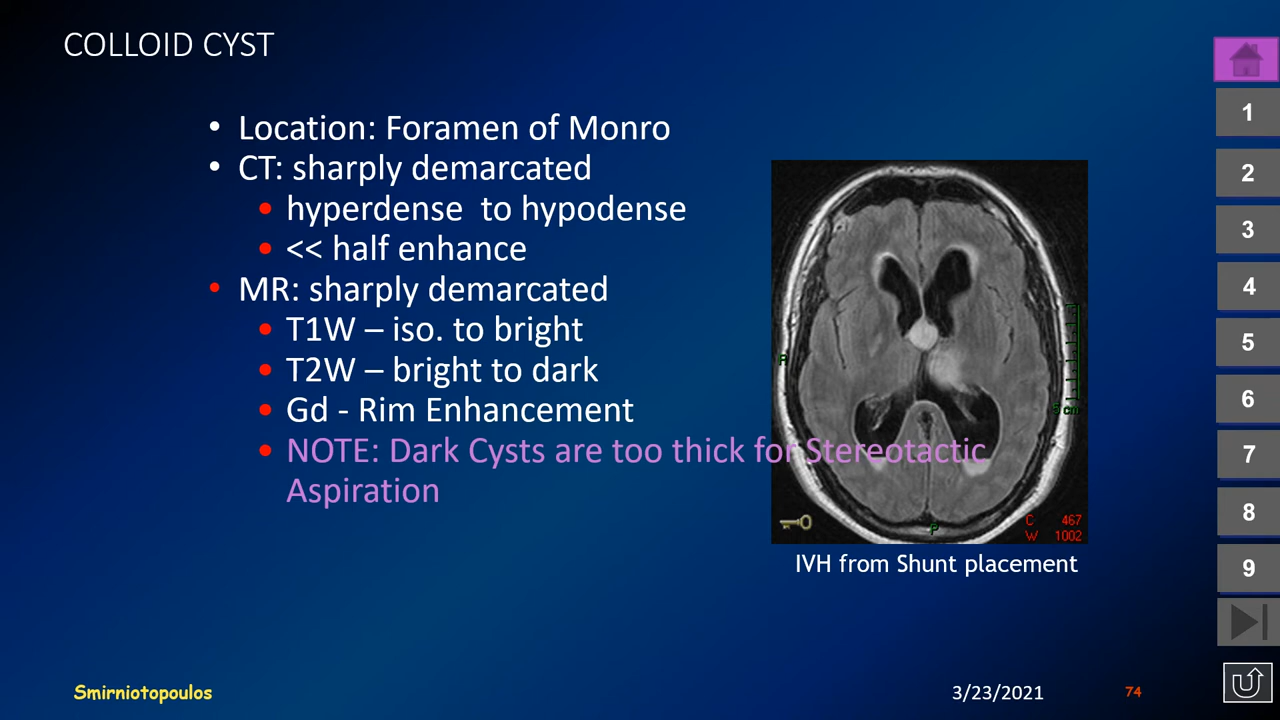 COLLOID CYST
• Location: Foramen of Monro
• CT: sharply demarcated
• hyperdense to hypodense
• << half enhance
• MR: sharply demarcated
• T1W – iso. to bright
• T2W – bright to dark
• Gd - Rim Enhancement
• NOTE: Dark Cysts are too thick for Stereotactic
Aspiration
R
5 cm
P
C 467
W 1002
IVH from Shunt placement
1
2
3
4
5
6
7
8
9
Smirniotopoulos
3/23/2021
74